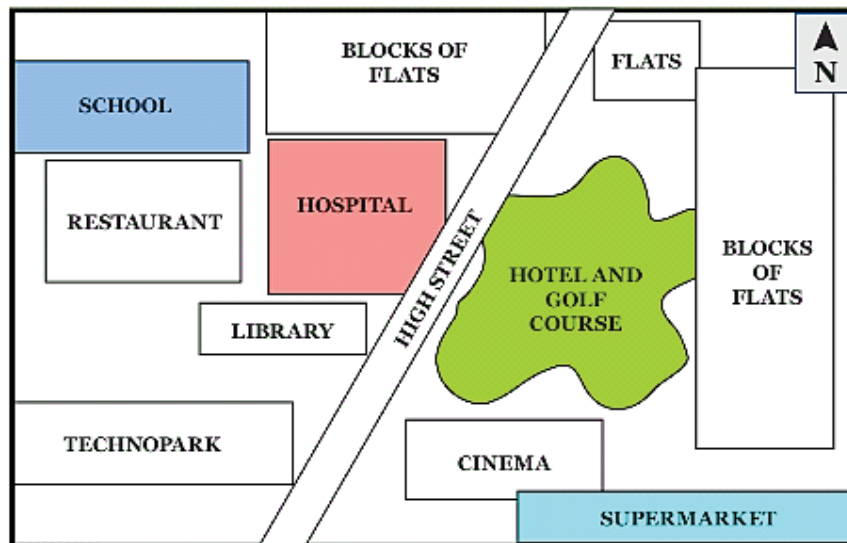 BLOCKS OF
FLATS
FLATS
N
SCHOOL
HOSPITAL
RESTAURANT
HIGH STREET
BLOCKS
OF
FLATS
HOTEL AND
GOLF
COURSE
LIBRARY
TECHNOPARK
CINEMA
SUPERMARKET